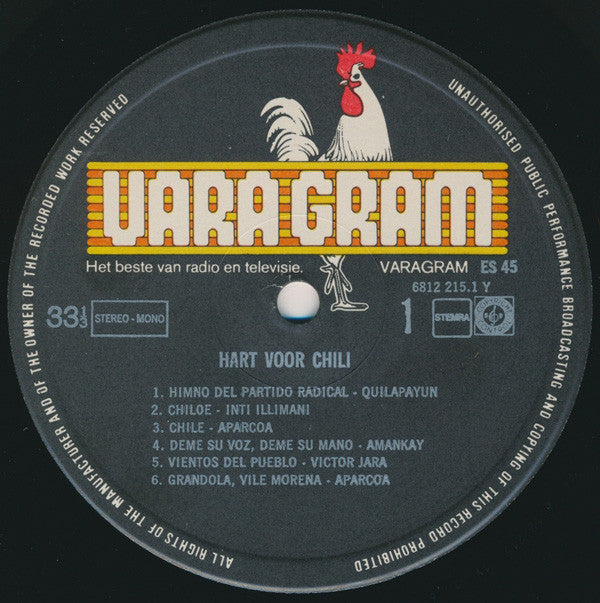 VARAGRAM
Het beste van radio en televisie.
VARAGRAM ES 45
6812 215.1 Y
33⅓
STEREO - MONO
1
STEMRA
HART VOOR CHILI
1. HIMNO DEL PARTIDO RADICAL - QUILAPAYUN
2. CHILOE - INTI ILLIMANI
3. CHILE - APARCOA
4. DEME SU VOZ, DEME SU MANO - AMANKAY
5. VIENTOS DEL PUEBLO - VICTOR JARA
6. GRANDOLA, VILE MORENA - APARCOA
ALL RIGHTS OF THE MANUFACTURER AND OF THE OWNER OF THE RECORDED WORK RESERVED
UNAUTHORISED PUBLIC PERFORMANCE BROADCASTING AND COPYING OF THIS RECORD PROHIBITED